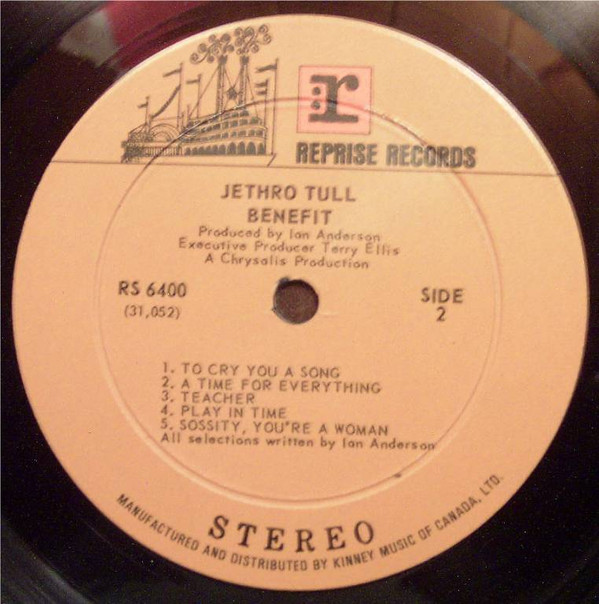 r
REPRISE RECORDS
JETHRO TULL
BENEFIT
Produced by Ian Anderson
Executive Producer Terry Ellis
A Chrysalis Production
RS 6400
(31,052)
SIDE
2
1. TO CRY YOU A SONG
2. A TIME FOR EVERYTHING
3. TEACHER
4. PLAY IN TIME
5. SOSSITY, YOU'RE A WOMAN
All selections written by Ian Anderson
STEREO
MANUFACTURED AND DISTRIBUTED BY KINNEY MUSIC OF CANADA, LTD.